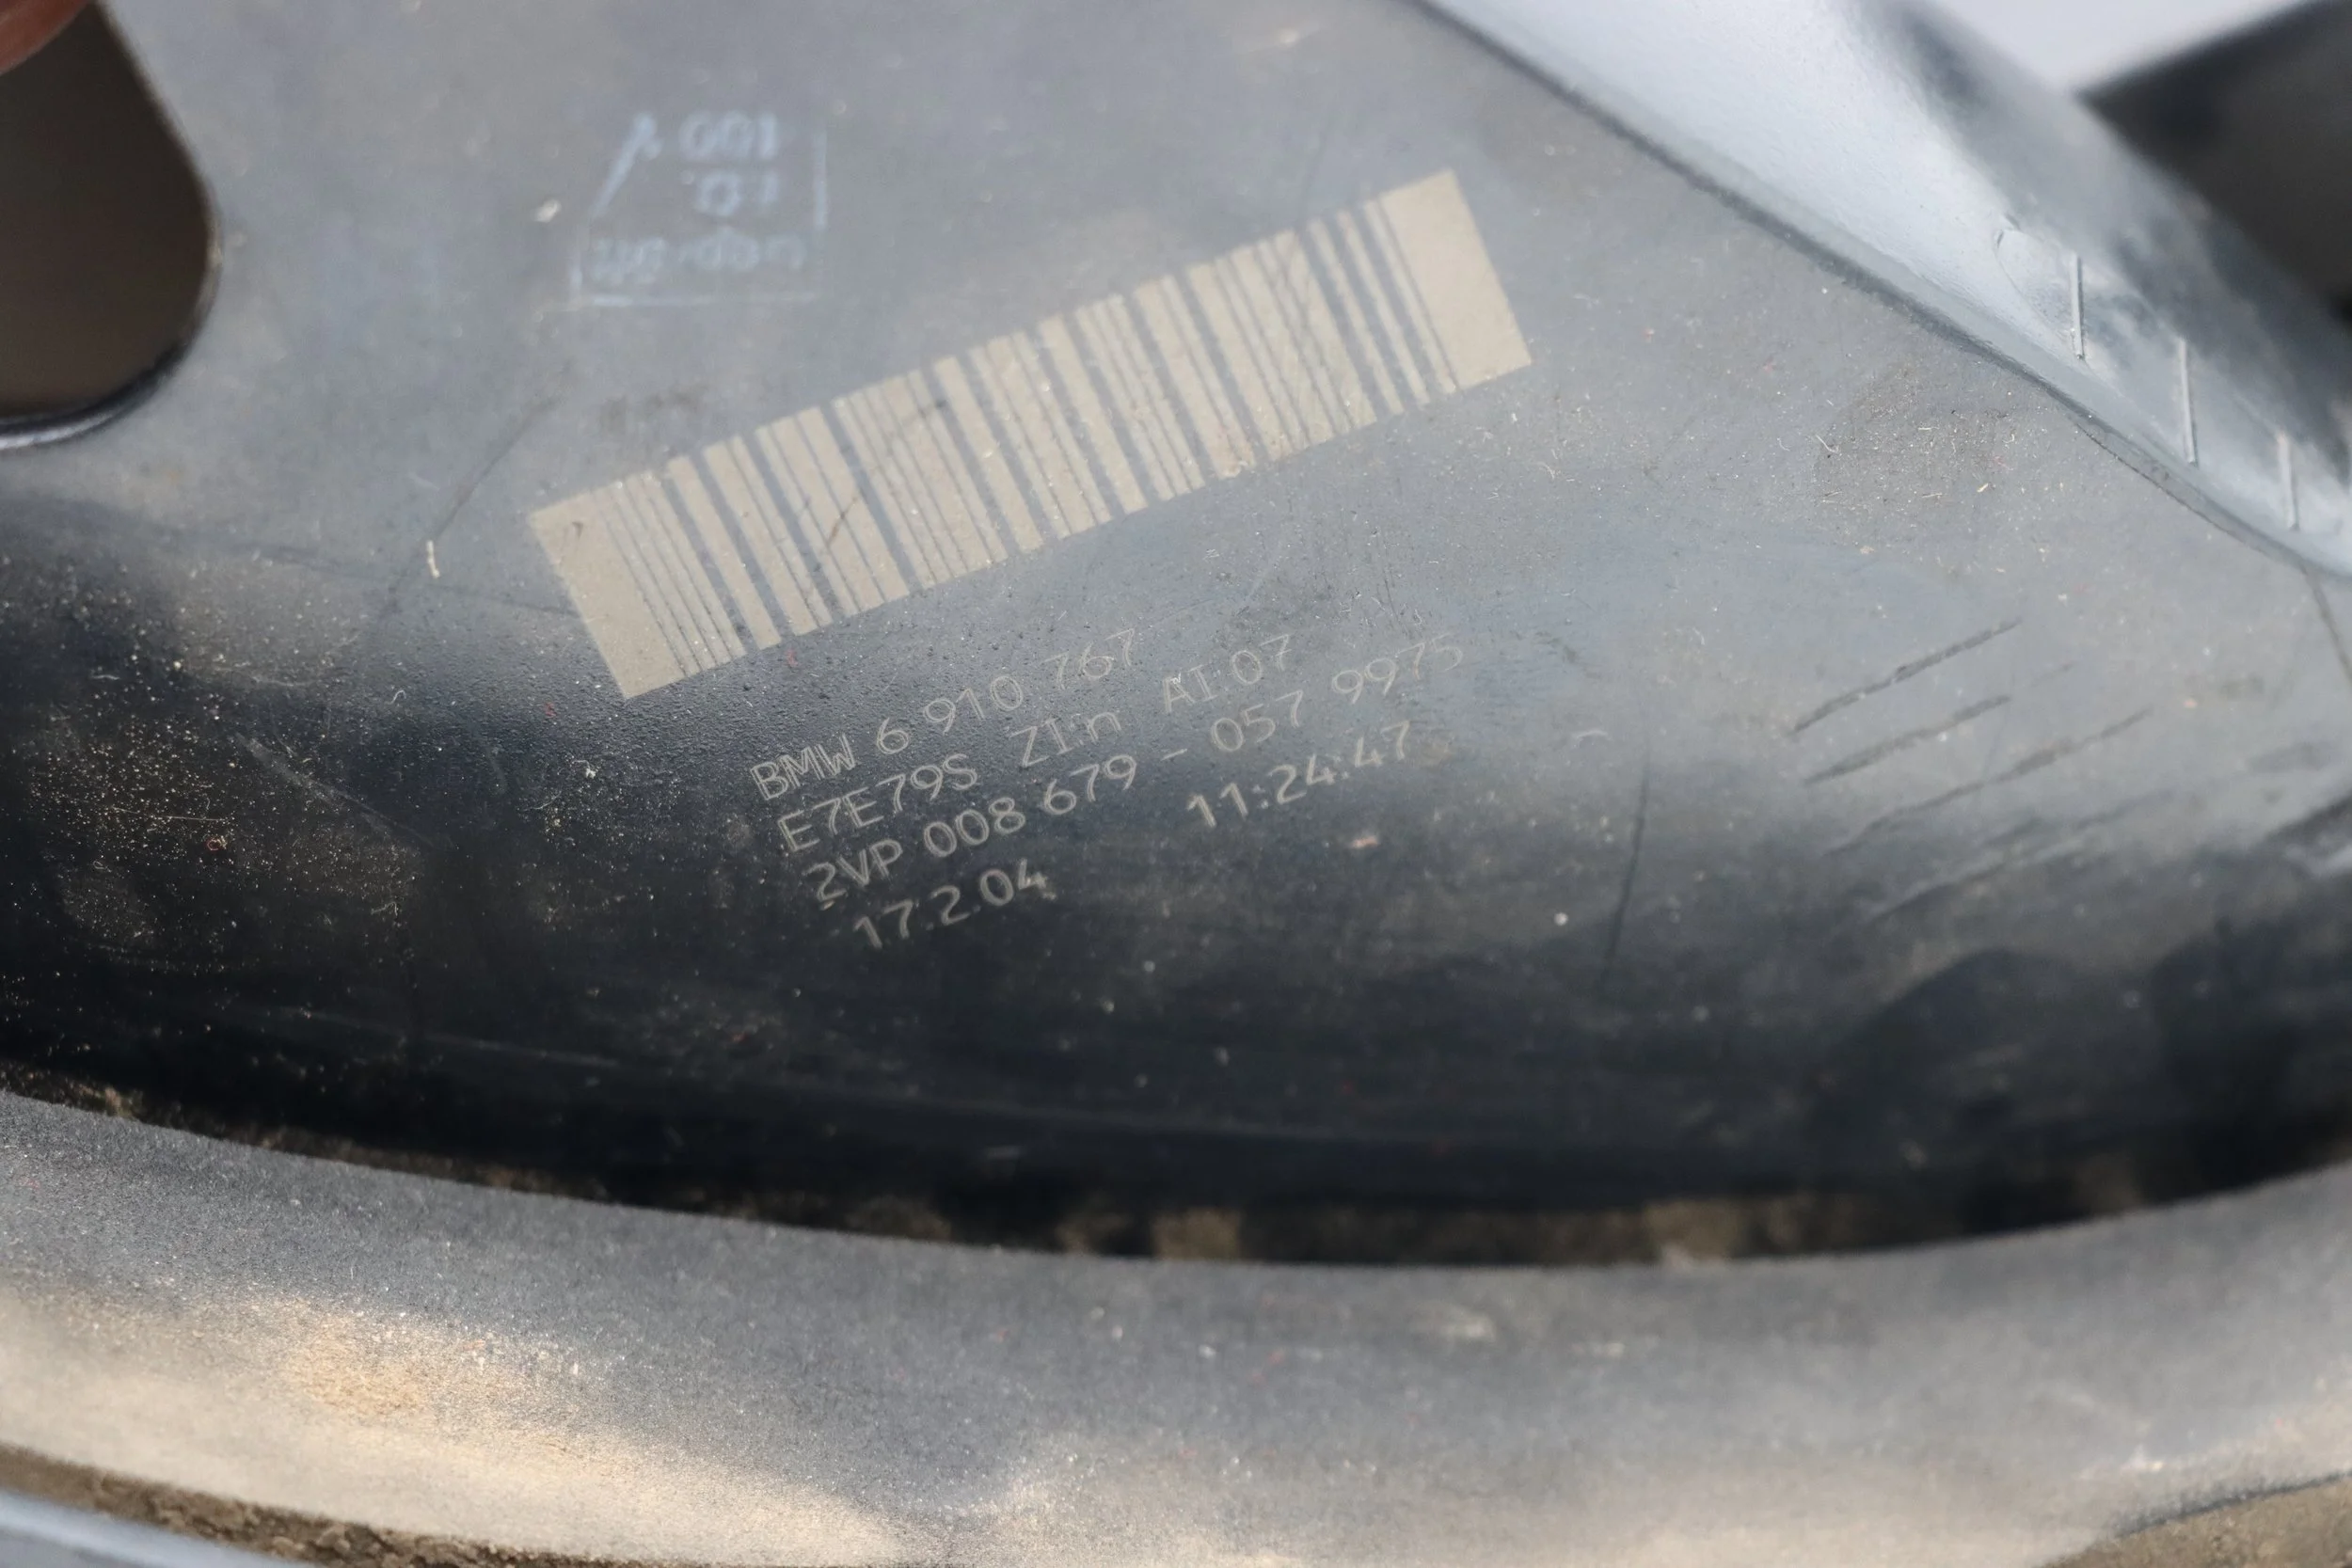 BMW 6 910 767
E7E79S ZI:n AI:07
2VP 008 679 - 057 9975
17.2.04 11:24:47